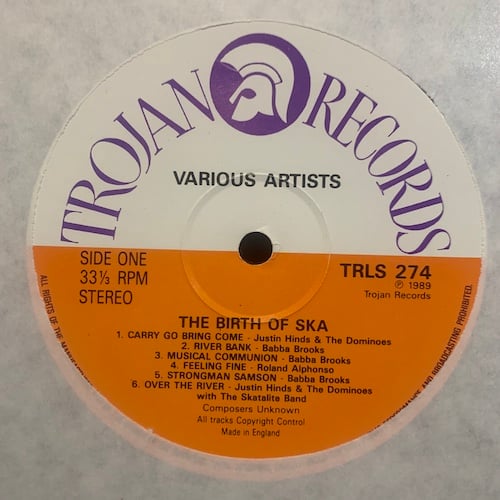 TROJAN RECORDS
VARIOUS ARTISTS
SIDE ONE
33⅓ RPM
STEREO
TRLS 274
℗ 1989
Trojan Records
THE BIRTH OF SKA
1. CARRY GO BRING COME - Justin Hinds & The Dominoes
2. RIVER BANK - Babba Brooks
3. MUSICAL COMMUNION - Babba Brooks
4. FEELING FINE - Roland Alphonso
5. STRONGMAN SAMSON - Babba Brooks
6. OVER THE RIVER - Justin Hinds & The Dominoes
with The Skatalite Band
Composers Unknown
All tracks Copyright Control
Made in England
ALL RIGHTS OF THE
AND BROADCASTING PROHIBITED.